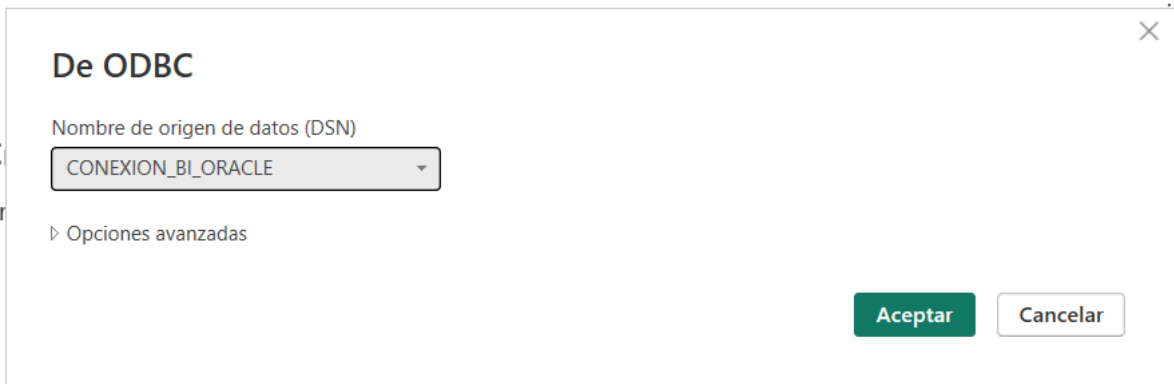 De ODBC
Nombre de origen de datos (DSN)
CONEXION_BI_ORACLE
Opciones avanzadas
Aceptar Cancelar